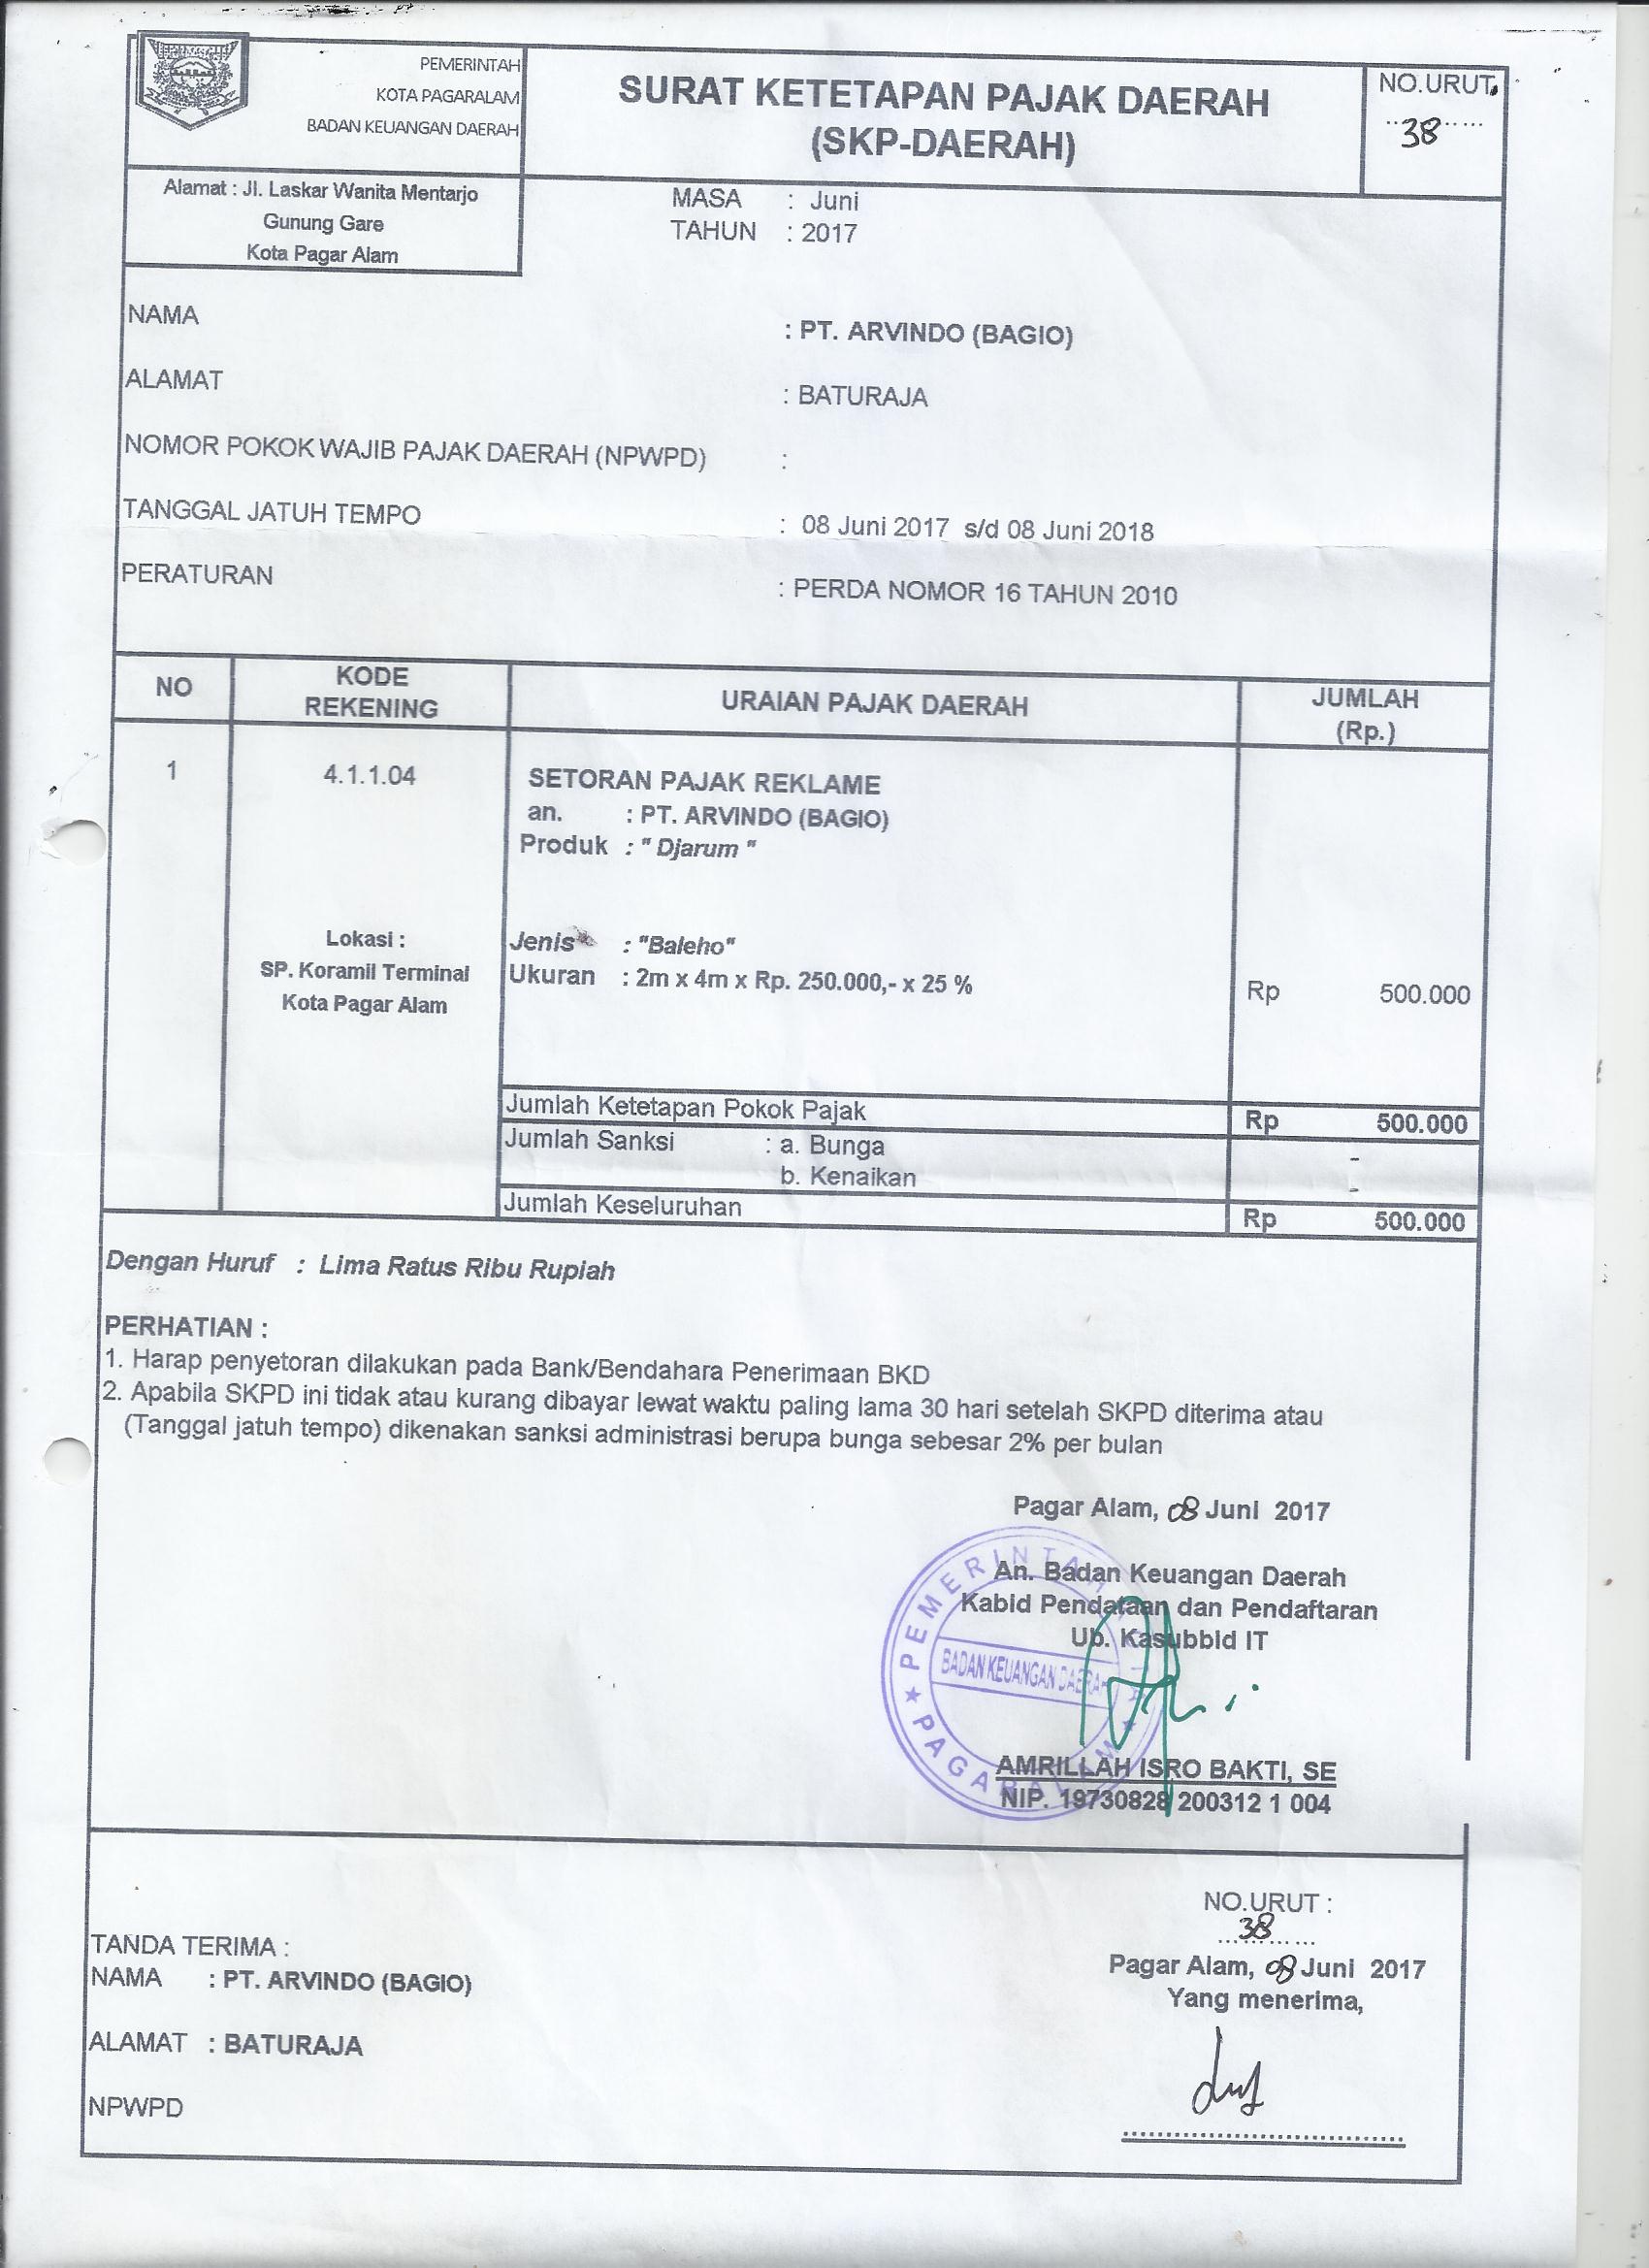 PEMERINTAH
KOTA PAGARALAM
BADAN KEUANGAN DAERAH
SURAT KETETAPAN PAJAK DAERAH
(SKP-DAERAH)
NO.URUT.
38
Alamat : Jl. Laskar Wanita Mentarjo
Gunung Gare
Kota Pagar Alam
MASA : Juni
TAHUN : 2017
NAMA : PT. ARVINDO (BAGIO)
ALAMAT : BATURAJA
NOMOR POKOK WAJIB PAJAK DAERAH (NPWPD) :
TANGGAL JATUH TEMPO : 08 Juni 2017 s/d 08 Juni 2018
PERATURAN : PERDA NOMOR 16 TAHUN 2010
NO KODE REKENING URAIAN PAJAK DAERAH JUMLAH (Rp.)
1 4.1.1.04 SETORAN PAJAK REKLAME
an. : PT. ARVINDO (BAGIO)
Produk : " Djarum "
Lokasi :
SP. Koramil Terminal
Kota Pagar Alam
Jenis : "Baleho"
Ukuran : 2m x 4m x Rp. 250.000,- x 25 % Rp 500.000
Jumlah Ketetapan Pokok Pajak Rp 500.000
Jumlah Sanksi : a. Bunga -
b. Kenaikan -
Jumlah Keseluruhan Rp 500.000
Dengan Huruf : Lima Ratus Ribu Rupiah
PERHATIAN :
1. Harap penyetoran dilakukan pada Bank/Bendahara Penerimaan BKD
2. Apabila SKPD ini tidak atau kurang dibayar lewat waktu paling lama 30 hari setelah SKPD diterima atau
(Tanggal jatuh tempo) dikenakan sanksi administrasi berupa bunga sebesar 2% per bulan
Pagar Alam, 08 Juni 2017
An. Badan Keuangan Daerah
Kabid Pendataan dan Pendaftaran
Ub. Kasubbid IT
PEMERINTAH
BADAN KEUANGAN DAERAH
PAGARALAM
AMRILLAH ISRO BAKTI, SE
NIP. 19730828 200312 1 004
NO.URUT :
38
TANDA TERIMA :
NAMA : PT. ARVINDO (BAGIO)
ALAMAT : BATURAJA
NPWPD
Pagar Alam, 08 Juni 2017
Yang menerima,